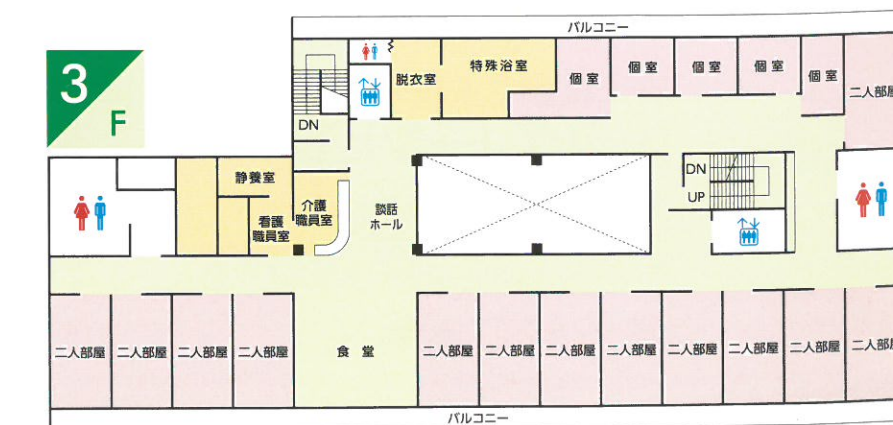 バルコニー
3
F
脱衣室
特殊浴室
個室
個室
個室
個室
個室
二人部屋
DN
静養室
介護
職員室
看護
職員室
談話
ホール
DN
UP
二人部屋
二人部屋
二人部屋
二人部屋
食堂
二人部屋
二人部屋
二人部屋
二人部屋
二人部屋
二人部屋
二人部屋
二人部
バルコニー